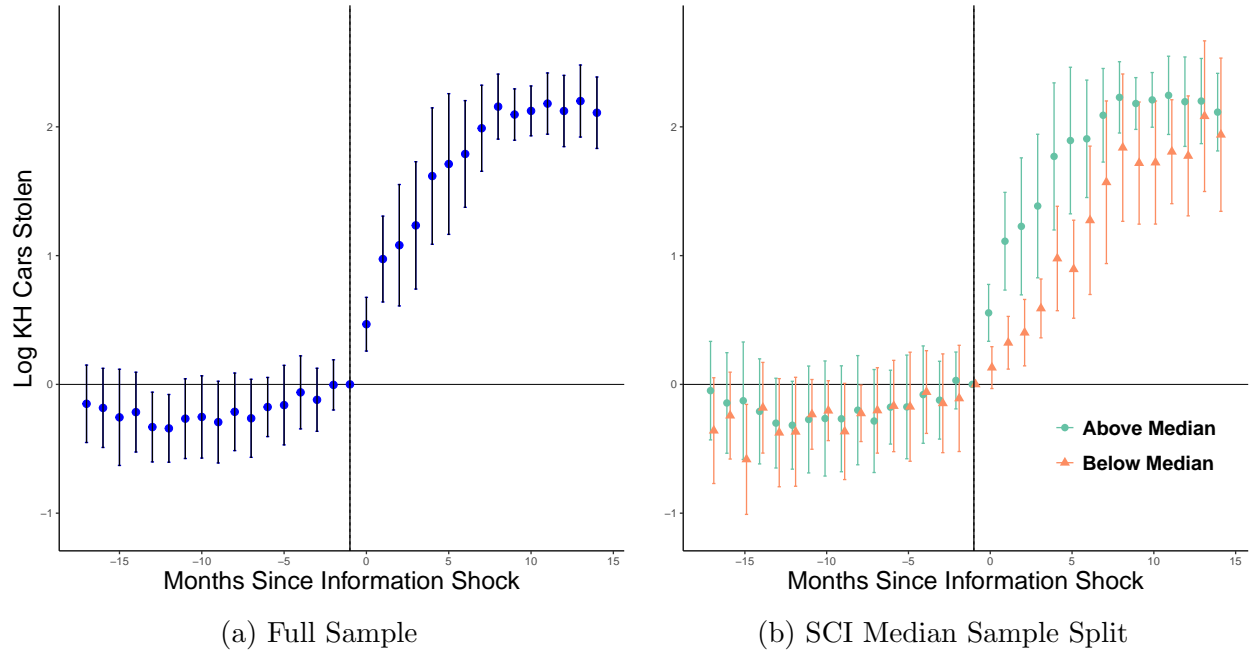 Log KH Cars Stolen
2
1
0
−1
−15 −10 −5 0 5 10 15
Months Since Information Shock
(a) Full Sample
2
1
0
−1
Above Median
Below Median
−15 −10 −5 0 5 10 15
Months Since Information Shock
(b) SCI Median Sample Split